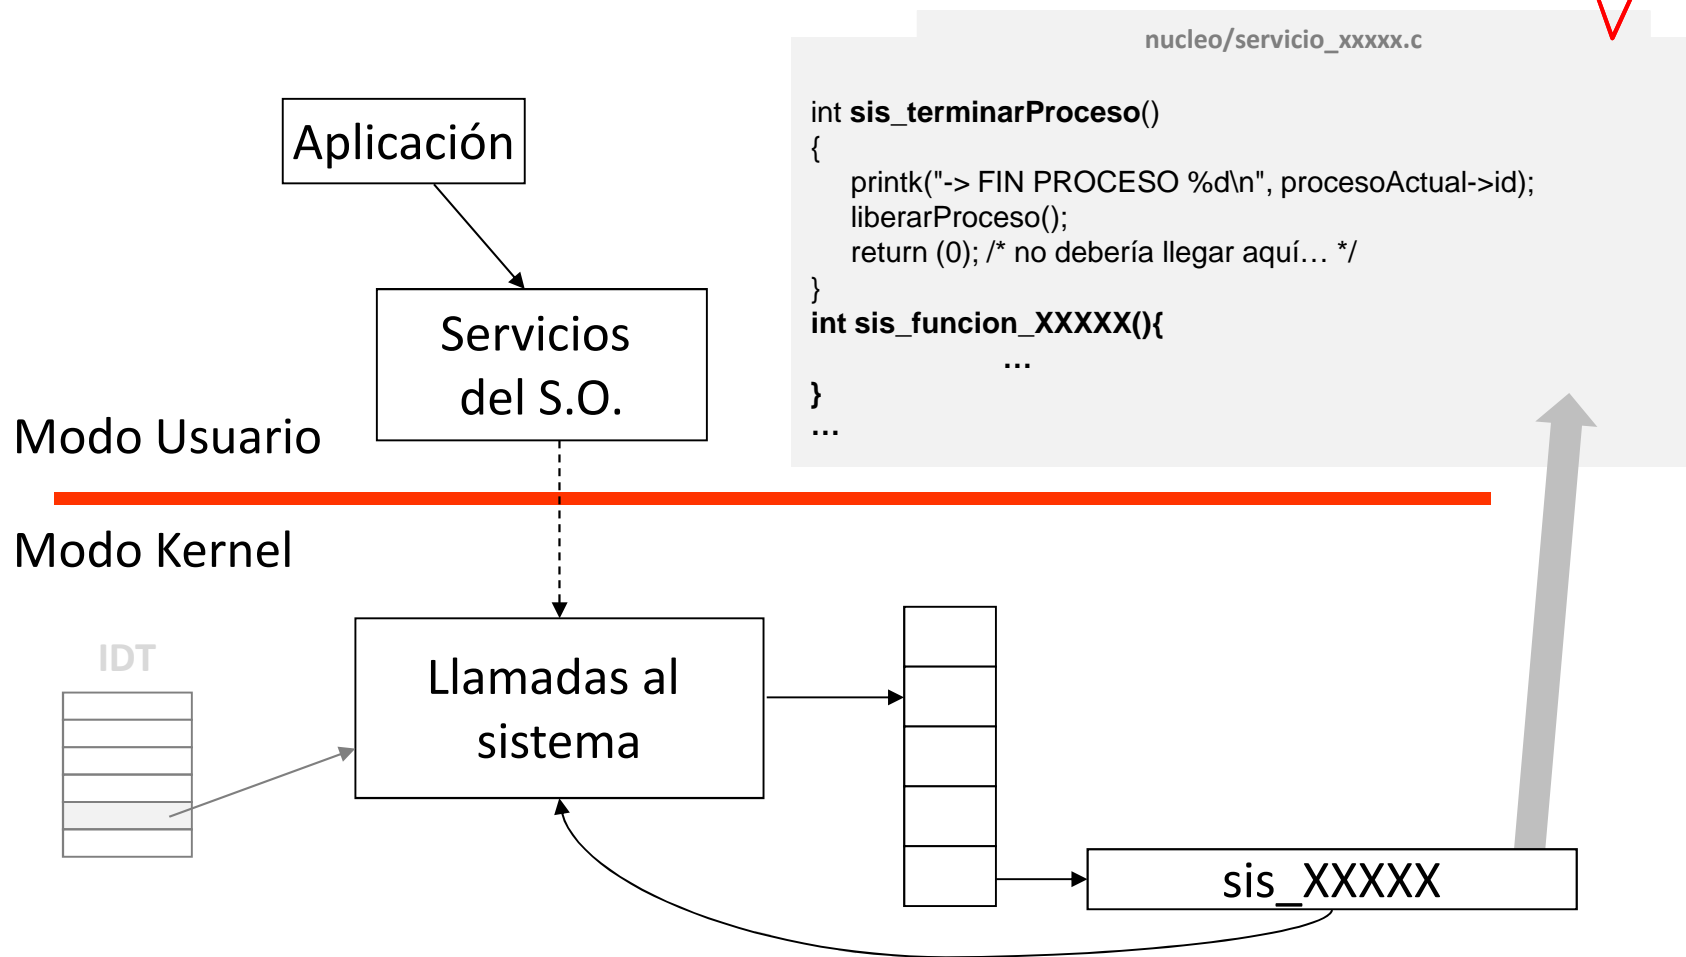 nucleo/servicio_xxxxx.c
int sis_terminarProceso()
{
printk("-> FIN PROCESO %d\n", procesoActual->id);
liberarProceso();
return (0); /* no debería llegar aquí… */
}
int sis_funcion_XXXXX(){
…
}
…
Aplicación
Servicios
del S.O.
Modo Usuario
Modo Kernel
IDT
Llamadas al
sistema
sis_XXXXX